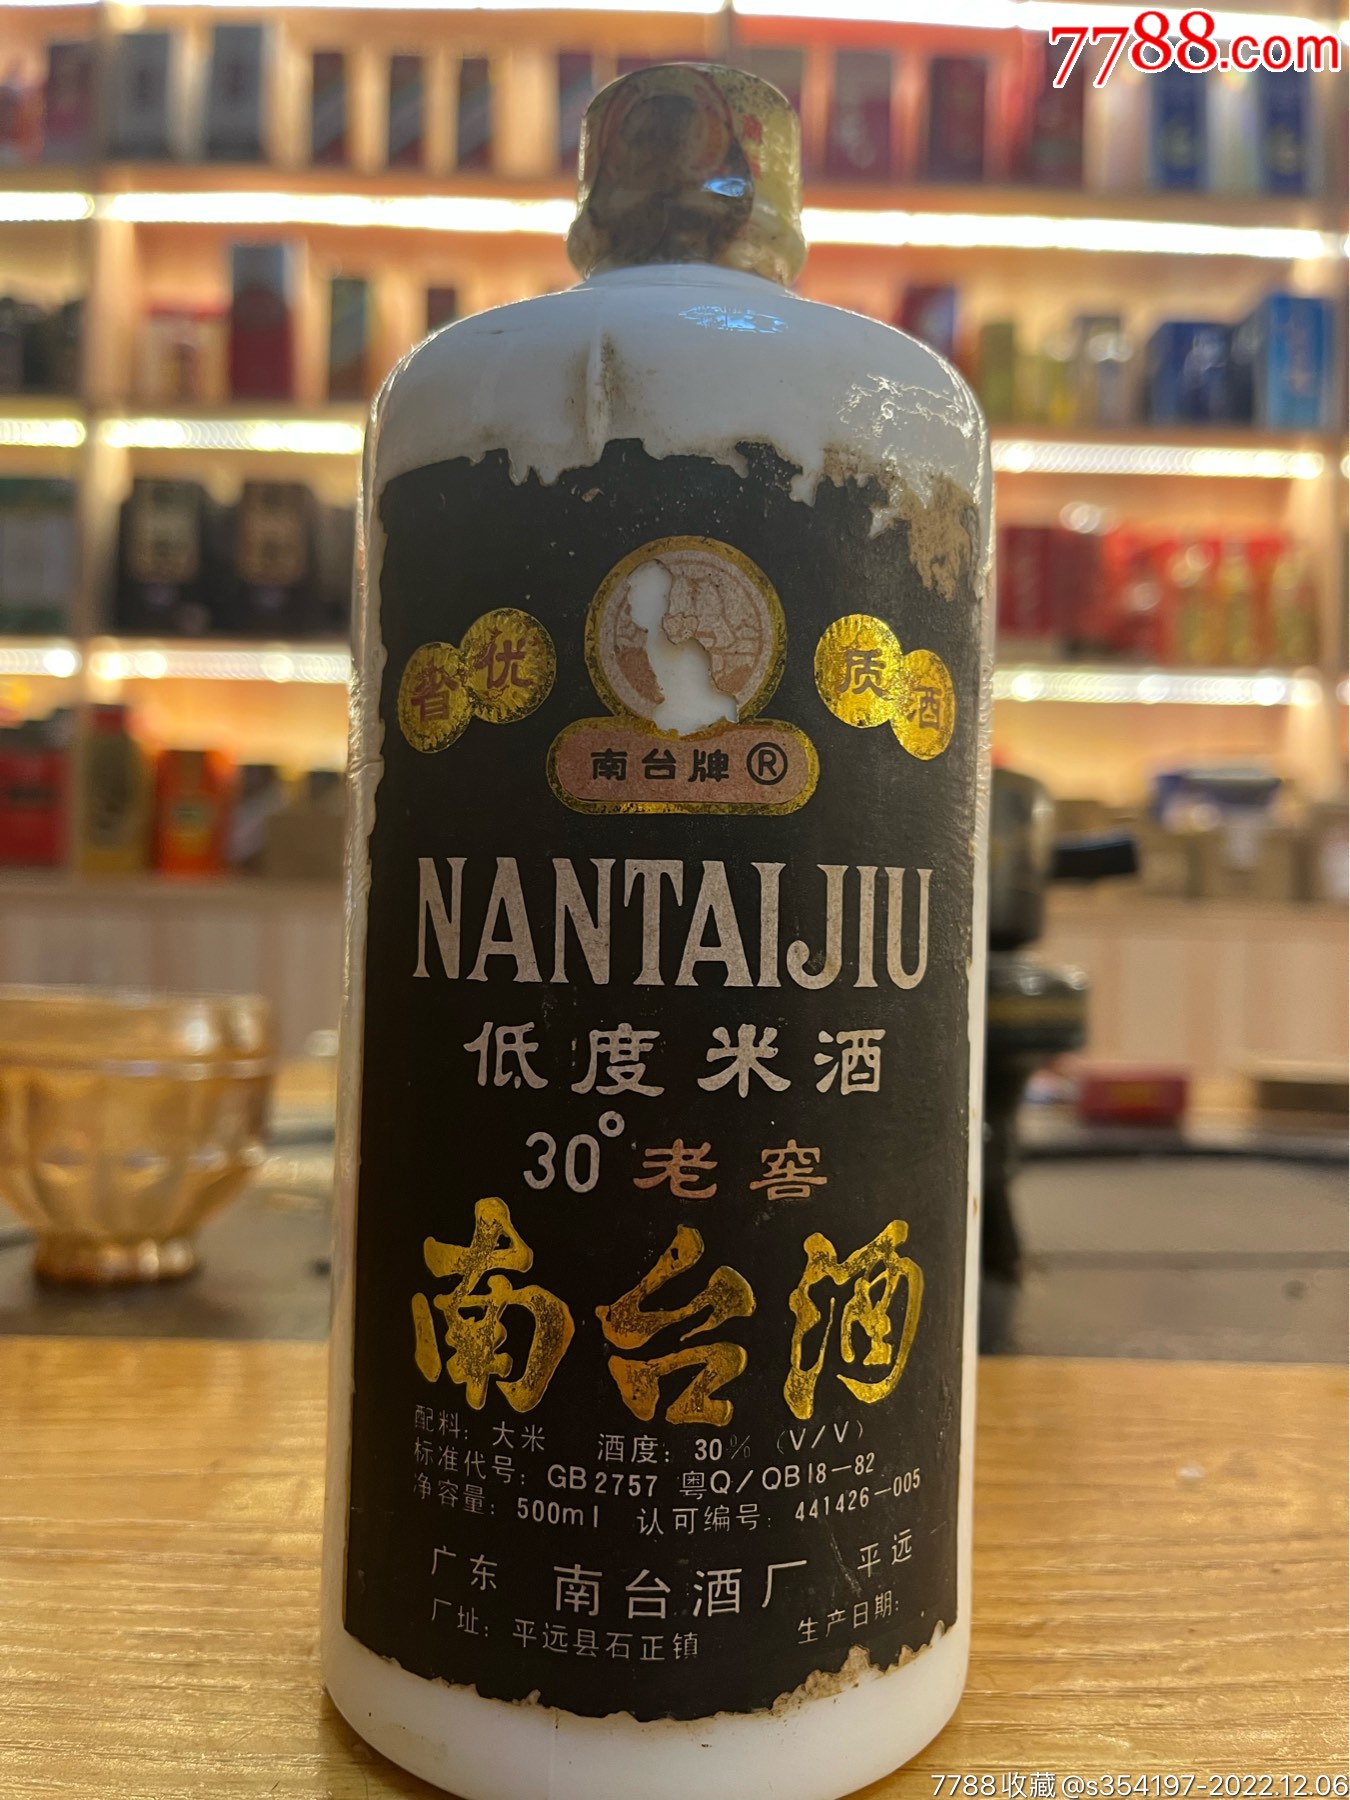 7788.com
省优 质酒
南台牌®
NANTAIJIU
低度米酒
30°老窖
南台酒
配料：大米 酒度：30%（V/V）
标准代号：GB2757 粤Q/QB18-82
净容量：500ml 认可编号：441426-005
广东 南台酒厂 平远
厂址：平远县石正镇 生产日期：
7788收藏@s354197-2022.12.06